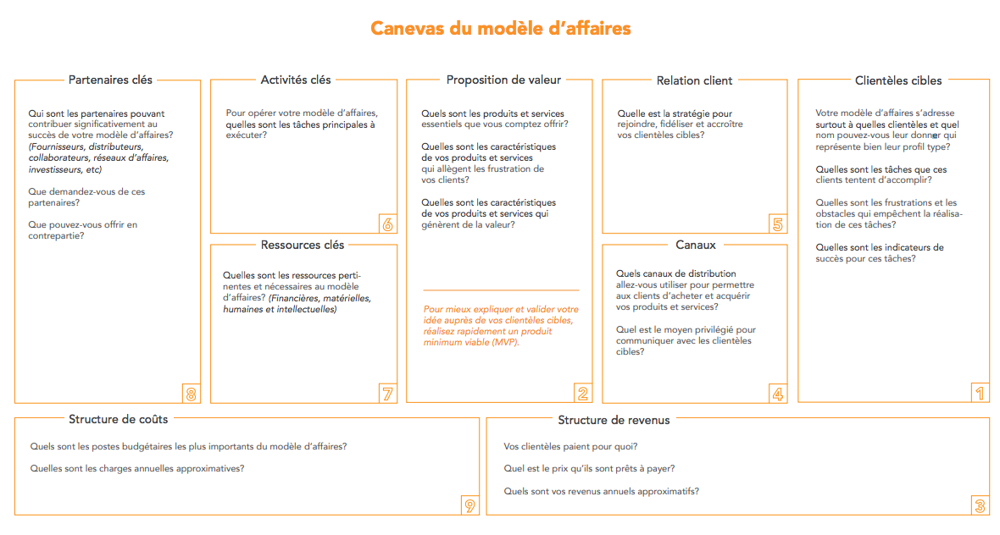 Canevas du modèle d’affaires
Partenaires clés
Qui sont les partenaires pouvant
contribuer significativement au
succès de votre modèle d’affaires?
(Fournisseurs, distributeurs,
collaborateurs, réseaux d’affaires,
investisseurs, etc)
Que demandez-vous de ces
partenaires?
Que pouvez-vous offrir en
contrepartie?
8
Activités clés
Pour opérer votre modèle d’affaires,
quelles sont les tâches principales à
exécuter?
6
Ressources clés
Quelles sont les ressources perti-
nentes et nécessaires au modèle
d’affaires? (Financières, matérielles,
humaines et intellectuelles)
7
Proposition de valeur
Quels sont les produits et services
essentiels que vous comptez offrir?
Quelles sont les caractéristiques
de vos produits et services
qui allègent les frustration de
vos clients?
Quelles sont les caractéristiques
de vos produits et services qui
génèrent de la valeur?
Pour mieux expliquer et valider votre
idée auprès de vos clientèles cibles,
réalisez rapidement un produit
minimum viable (MVP).
2
Relation client
Quelle est la stratégie pour
rejoindre, fidéliser et accroître
vos clientèles cibles?
5
Canaux
Quels canaux de distribution
allez-vous utiliser pour permettre
aux clients d’acheter et acquérir
vos produits et services?
Quel est le moyen privilégié pour
communiquer avec les clientèles
cibles?
4
Clientèles cibles
Votre modèle d’affaires s’adresse
surtout à quelles clientèles et quel
nom pouvez-vous leur donner qui
représente bien leur profil type?
Quelles sont les tâches que ces
clients tentent d’accomplir?
Quelles sont les frustrations et les
obstacles qui empêchent la réalisa-
tion de ces tâches?
Quelles sont les indicateurs de
succès pour ces tâches?
1
Structure de coûts
Quels sont les postes budgétaires les plus importants du modèle d’affaires?
Quelles sont les charges annuelles approximatives?
9
Structure de revenus
Vos clientèles paient pour quoi?
Quel est le prix qu’ils sont prêts à payer?
Quels sont vos revenus annuels approximatifs?
3